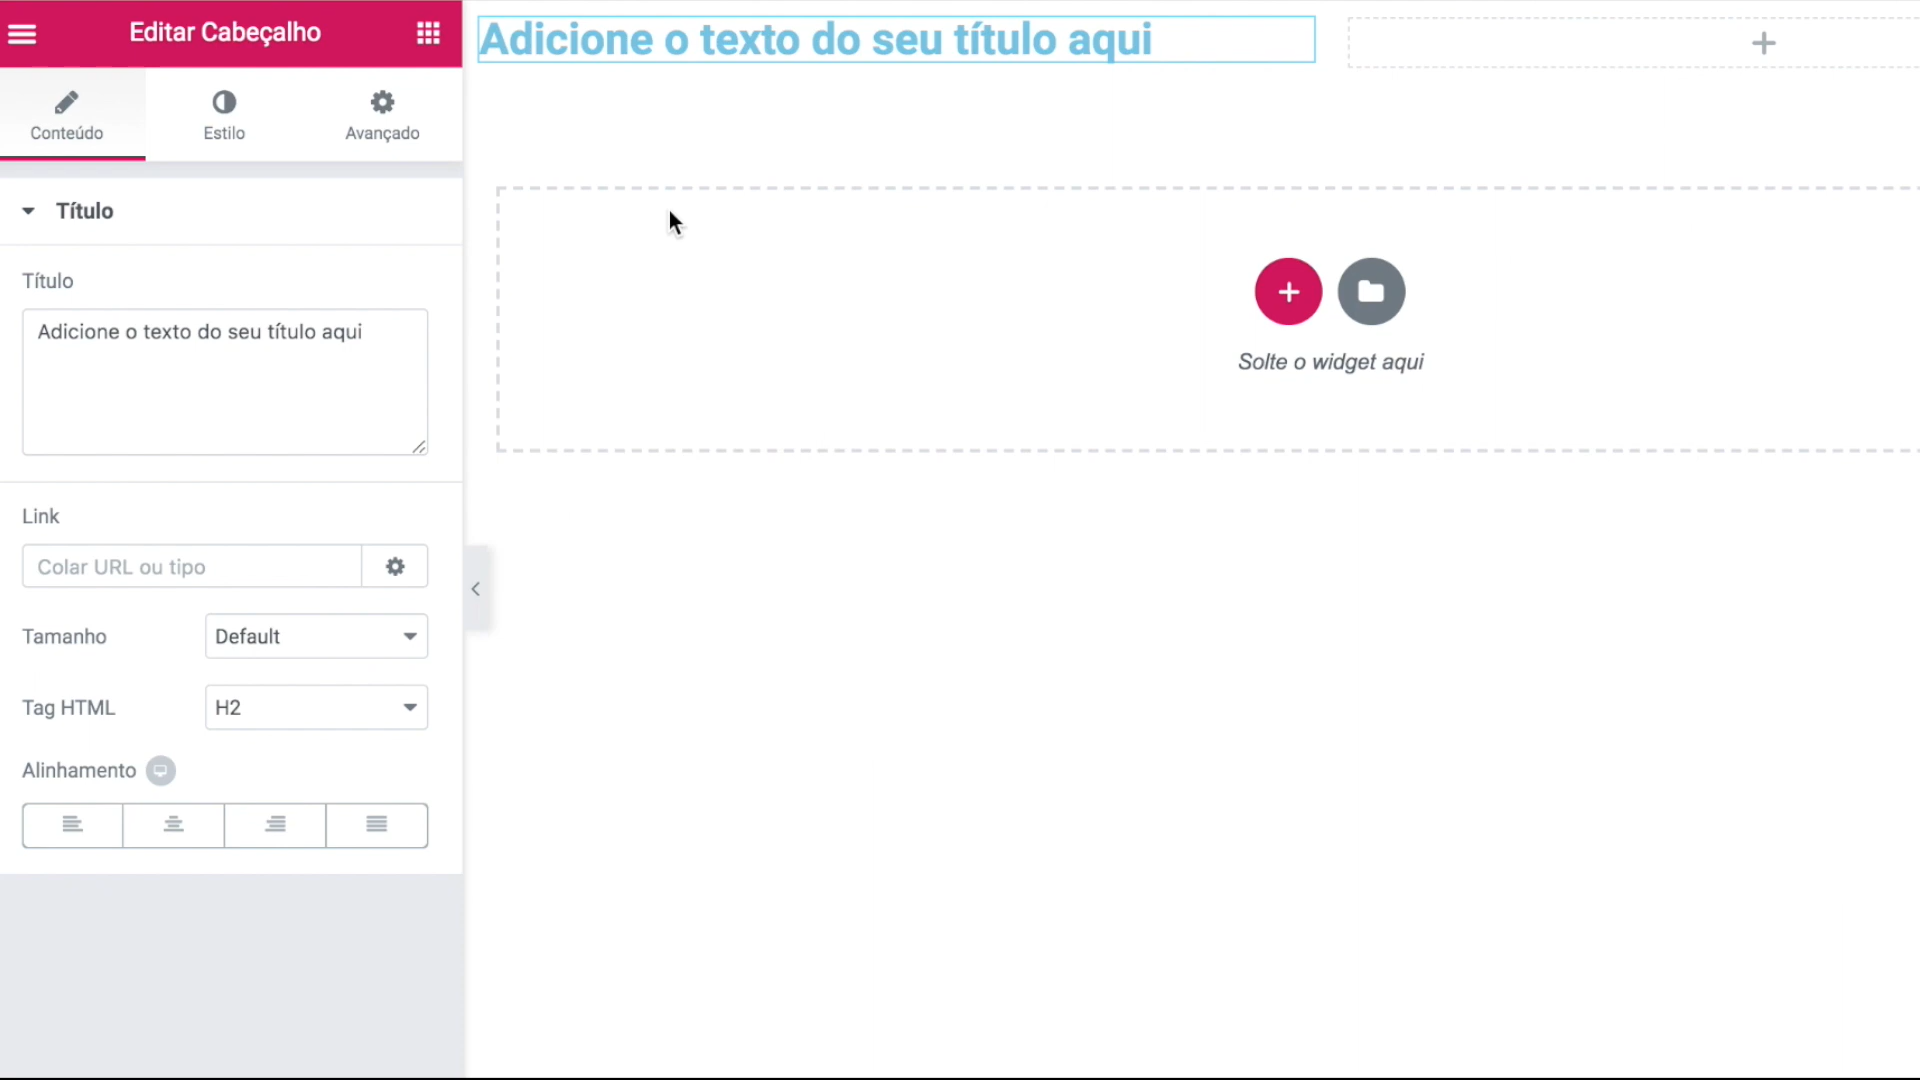 Editar Cabeçalho
Conteúdo
Estilo
Avançado
Título
Título
Adicione o texto do seu título aqui
Link
Colar URL ou tipo
Tamanho
Default
Tag HTML
H2
Alinhamento
Adicione o texto do seu título aqui
Solte o widget aqui